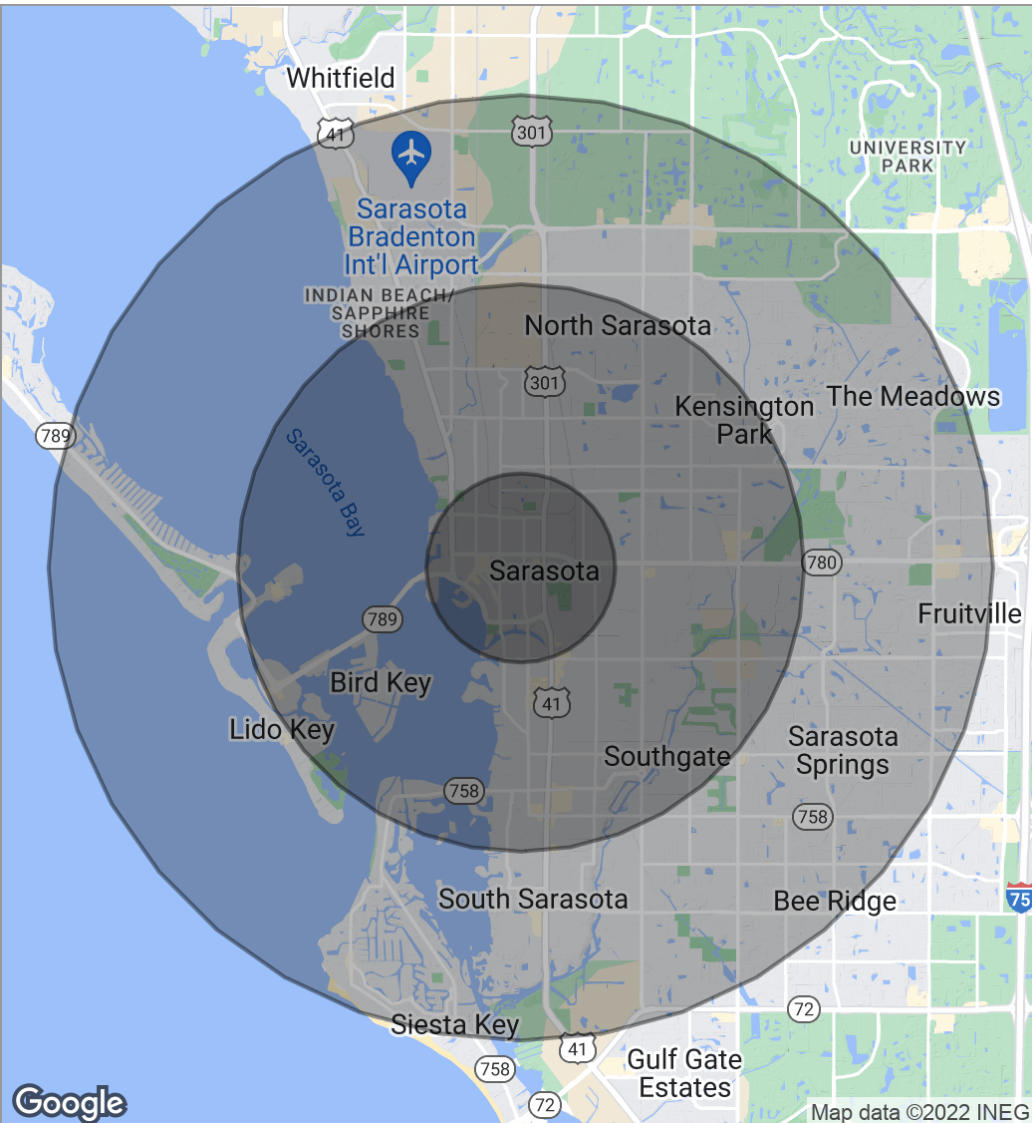 Whitfield
41
301
UNIVERSITY
PARK
Sarasota
Bradenton
Int'l Airport
INDIAN BEACH/
SAPPHIRE
SHORES
North Sarasota
301
The Meadows
Kensington
Park
789
Sarasota Bay
Sarasota
780
789
Fruitville
Bird Key
41
Lido Key
Southgate
Sarasota
Springs
758
758
South Sarasota
Bee Ridge
75
72
Siesta Key
41
Gulf Gate
Estates
758
72
Google
Map data ©2022 INEG